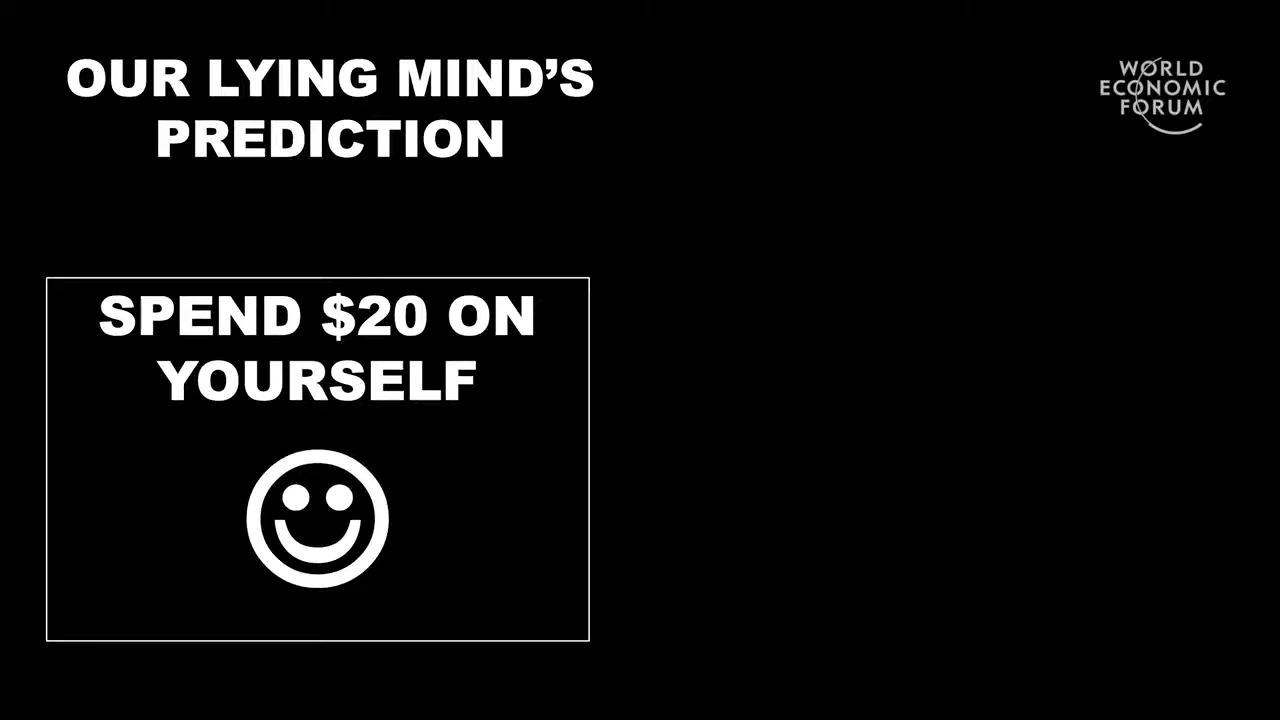 OUR LYING MIND’S
PREDICTION
WORLD
ECONOMIC
FORUM
SPEND $20 ON
YOURSELF